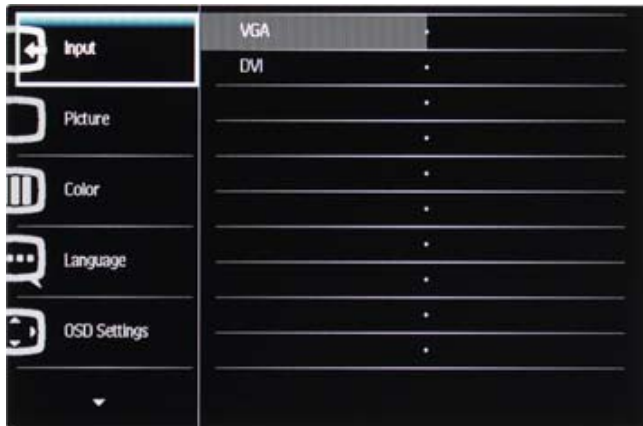 Input
Picture
Color
Language
OSD Settings
VGA
DVI